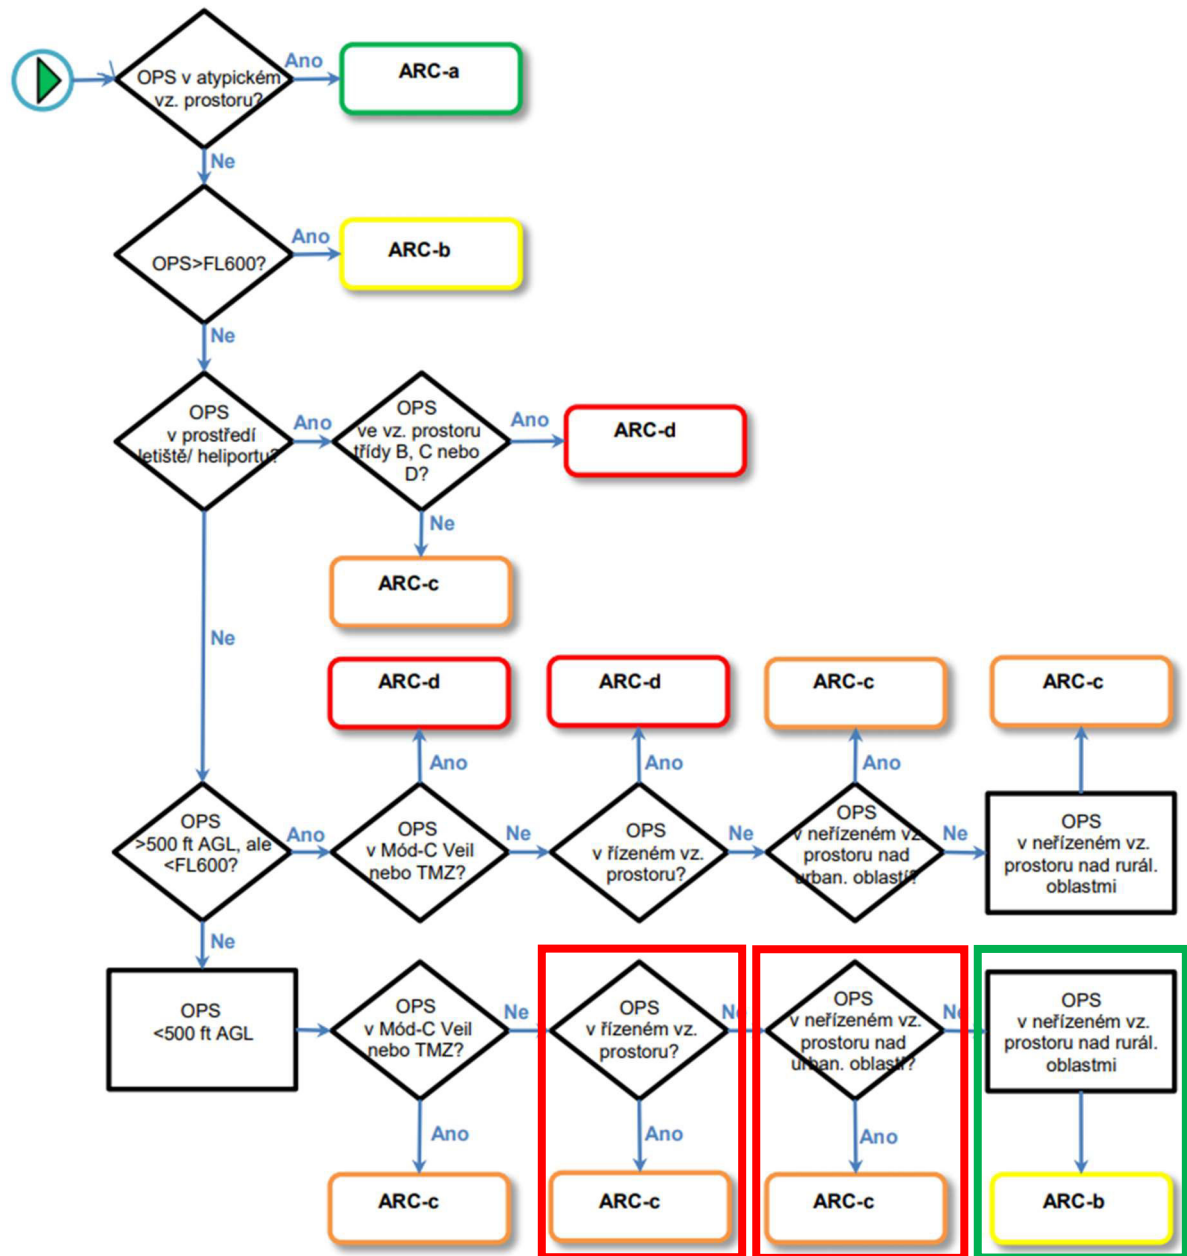 OPS v atypickém
vz. prostoru?
Ano
ARC-a
Ne
OPS>FL600?
Ano
ARC-b
Ne
OPS
v prostředí
letiště/ heliportu?
Ano
OPS
ve vz. prostoru
třídy B, C nebo
D?
Ano
ARC-d
Ne
ARC-c
Ne
ARC-d
ARC-d
ARC-c
ARC-c
Ano
Ano
Ano
OPS
>500 ft AGL, ale
<FL600?
Ano
OPS
v Mód-C Veil
nebo TMZ?
Ne
OPS
v řízeném vz.
prostoru?
Ne
OPS
v neřízeném vz.
prostoru nad
urban. oblastí?
Ne
OPS
v neřízeném vz.
prostoru nad rurál.
oblastmi
Ne
OPS
<500 ft AGL
OPS
v Mód-C Veil
nebo TMZ?
Ne
OPS
v řízeném vz.
prostoru?
Ne
OPS
v neřízeném vz.
prostoru nad
urban. oblastí?
Ne
OPS
v neřízeném vz.
prostoru nad rurál.
oblastmi
Ano
Ano
Ano
ARC-c
ARC-c
ARC-c
ARC-b